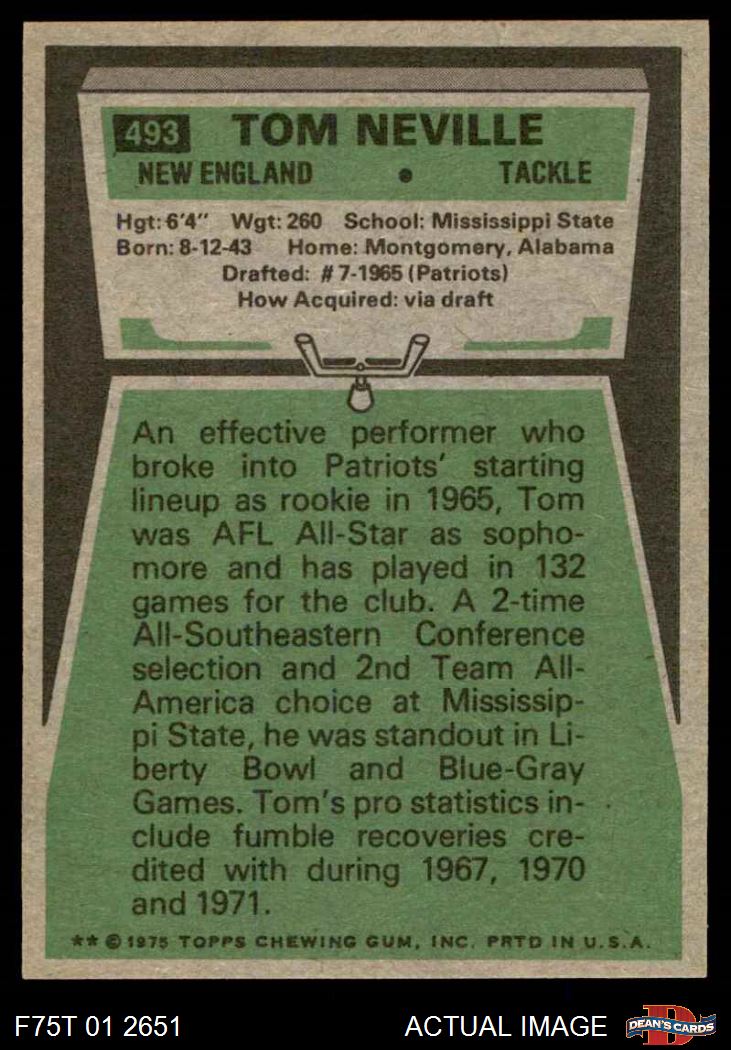 493 TOM NEVILLE
NEW ENGLAND • TACKLE
Hgt: 6'4" Wgt: 260 School: Mississippi State
Born: 8-12-43 Home: Montgomery, Alabama
Drafted: #7-1965 (Patriots)
How Acquired: via draft
An effective performer who
broke into Patriots' starting
lineup as rookie in 1965, Tom
was AFL All-Star as sopho-
more and has played in 132
games for the club. A 2-time
All-Southeastern Conference
selection and 2nd Team All-
America choice at Mississip-
pi State, he was standout in Li-
berty Bowl and Blue-Gray
Games. Tom's pro statistics in-
clude fumble recoveries cre-
dited with during 1967, 1970
and 1971.
** © 1975 TOPPS CHEWING GUM, INC. PRTD IN U.S.A.
F75T 01 2651 ACTUAL IMAGE DEAN'S CARDS